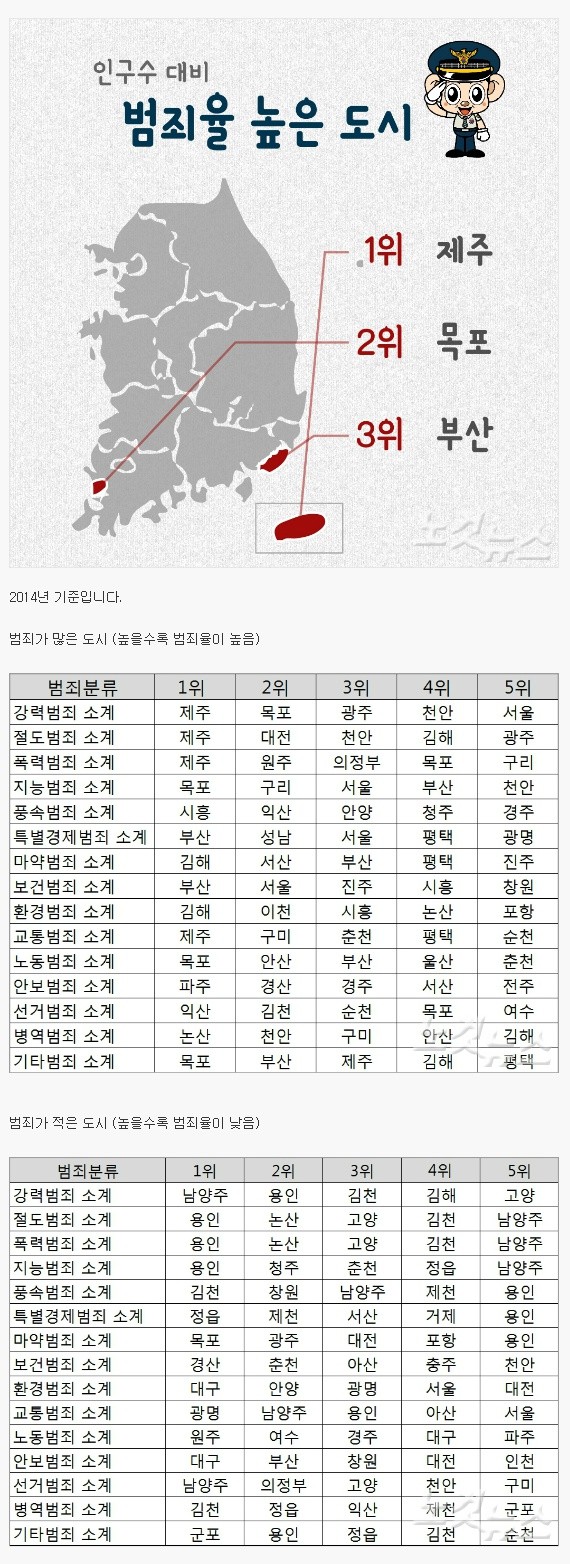 인구수 대비
범죄율 높은 도시
1위 제주
2위 목포
3위 부산
노컷뉴스
2014년 기준입니다.
범죄가 많은 도시 (높을수록 범죄율이 높음)
범죄분류 1위 2위 3위 4위 5위
강력범죄 소계 제주 목포 광주 천안 서울
절도범죄 소계 제주 대전 천안 김해 광주
폭력범죄 소계 제주 원주 의정부 목포 구리
지능범죄 소계 목포 구리 서울 부산 천안
풍속범죄 소계 시흥 익산 안양 청주 경주
특별경제범죄 소계 부산 성남 서울 평택 광명
마약범죄 소계 김해 서산 부산 평택 진주
보건범죄 소계 부산 서울 진주 시흥 창원
환경범죄 소계 김해 이천 시흥 논산 포항
교통범죄 소계 제주 구미 춘천 평택 순천
노동범죄 소계 목포 안산 부산 울산 춘천
안보범죄 소계 파주 경산 경주 서산 전주
선거범죄 소계 익산 김천 순천 목포 여수
병역범죄 소계 논산 천안 구미 안산 김해
기타범죄 소계 목포 부산 제주 김해 평택
노컷뉴스
범죄가 적은 도시 (높을수록 범죄율이 낮음)
범죄분류 1위 2위 3위 4위 5위
강력범죄 소계 남양주 용인 김천 김해 고양
절도범죄 소계 용인 논산 고양 김천 남양주
폭력범죄 소계 용인 논산 고양 김천 남양주
지능범죄 소계 용인 청주 춘천 정읍 남양주
풍속범죄 소계 김천 창원 남양주 제천 용인
특별경제범죄 소계 정읍 제천 서산 거제 용인
마약범죄 소계 목포 광주 대전 포항 용인
보건범죄 소계 경산 춘천 아산 충주 천안
환경범죄 소계 대구 안양 광명 서울 대전
교통범죄 소계 광명 남양주 용인 아산 서울
노동범죄 소계 원주 여수 경주 대구 파주
안보범죄 소계 대구 부산 창원 대전 인천
선거범죄 소계 남양주 의정부 고양 천안 구미
병역범죄 소계 김천 정읍 익산 제천 군포
기타범죄 소계 군포 용인 정읍 김천 순천
노컷뉴스